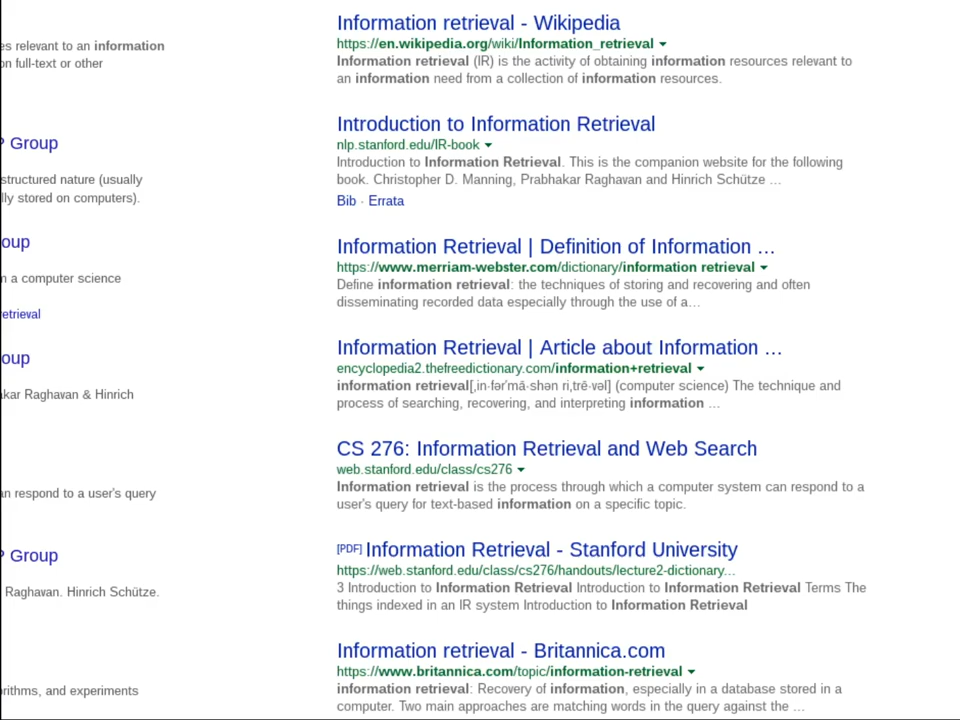 es relevant to an information
on full-text or other
Group
structured nature (usually
lly stored on computers).
oup
a computer science
etrieval
oup
akar Raghavan & Hinrich
an respond to a user's query
Group
Raghavan. Hinrich Schütze.
orithms, and experiments
Information retrieval - Wikipedia
https://en.wikipedia.org/wiki/Information_retrieval
Information retrieval (IR) is the activity of obtaining information resources relevant to
an information need from a collection of information resources.
Introduction to Information Retrieval
nlp.stanford.edu/IR-book
Introduction to Information Retrieval. This is the companion website for the following
book. Christopher D. Manning, Prabhakar Raghavan and Hinrich Schütze ...
Bib · Errata
Information Retrieval | Definition of Information ...
https://www.merriam-webster.com/dictionary/information retrieval
Define information retrieval: the techniques of storing and recovering and often
disseminating recorded data especially through the use of a...
Information Retrieval | Article about Information ...
encyclopedia2.thefreedictionary.com/information+retrieval
information retrieval[‚in·fər′mā·shən ri‚trē·vəl] (computer science) The technique and
process of searching, recovering, and interpreting information ...
CS 276: Information Retrieval and Web Search
web.stanford.edu/class/cs276
Information retrieval is the process through which a computer system can respond to a
user's query for text-based information on a specific topic.
[PDF] Information Retrieval - Stanford University
https://web.stanford.edu/class/cs276/handouts/lecture2-dictionary...
3 Introduction to Information Retrieval Introduction to Information Retrieval Terms The
things indexed in an IR system Introduction to Information Retrieval
Information retrieval - Britannica.com
https://www.britannica.com/topic/information-retrieval
information retrieval: Recovery of information, especially in a database stored in a
computer. Two main approaches are matching words in the query against the ...